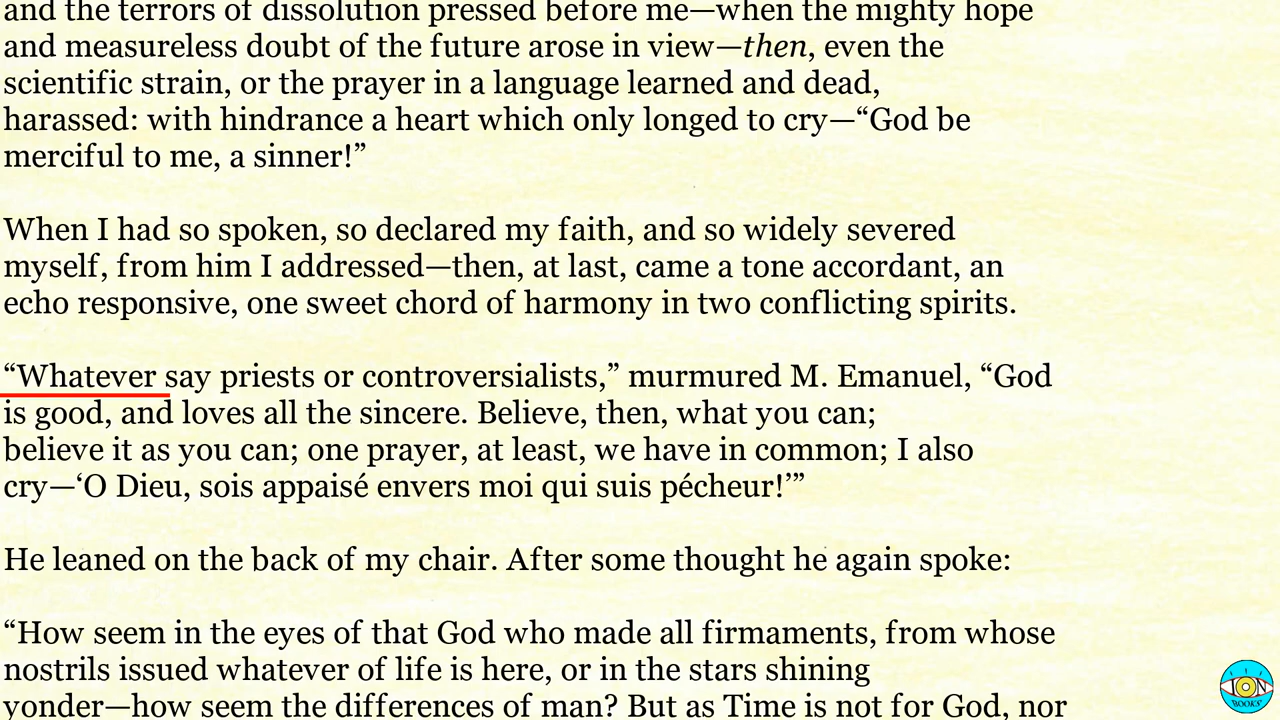 and the terrors of dissolution pressed before me—when the mighty hope
and measureless doubt of the future arose in view—then, even the
scientific strain, or the prayer in a language learned and dead,
harassed: with hindrance a heart which only longed to cry—“God be
merciful to me, a sinner!”
When I had so spoken, so declared my faith, and so widely severed
myself, from him I addressed—then, at last, came a tone accordant, an
echo responsive, one sweet chord of harmony in two conflicting spirits.
“Whatever say priests or controversialists,” murmured M. Emanuel, “God
is good, and loves all the sincere. Believe, then, what you can;
believe it as you can; one prayer, at least, we have in common; I also
cry—‘O Dieu, sois appaisé envers moi qui suis pécheur!’”
He leaned on the back of my chair. After some thought he again spoke:
“How seem in the eyes of that God who made all firmaments, from whose
nostrils issued whatever of life is here, or in the stars shining
yonder—how seem the differences of man? But as Time is not for God, nor
ION
BOOKS